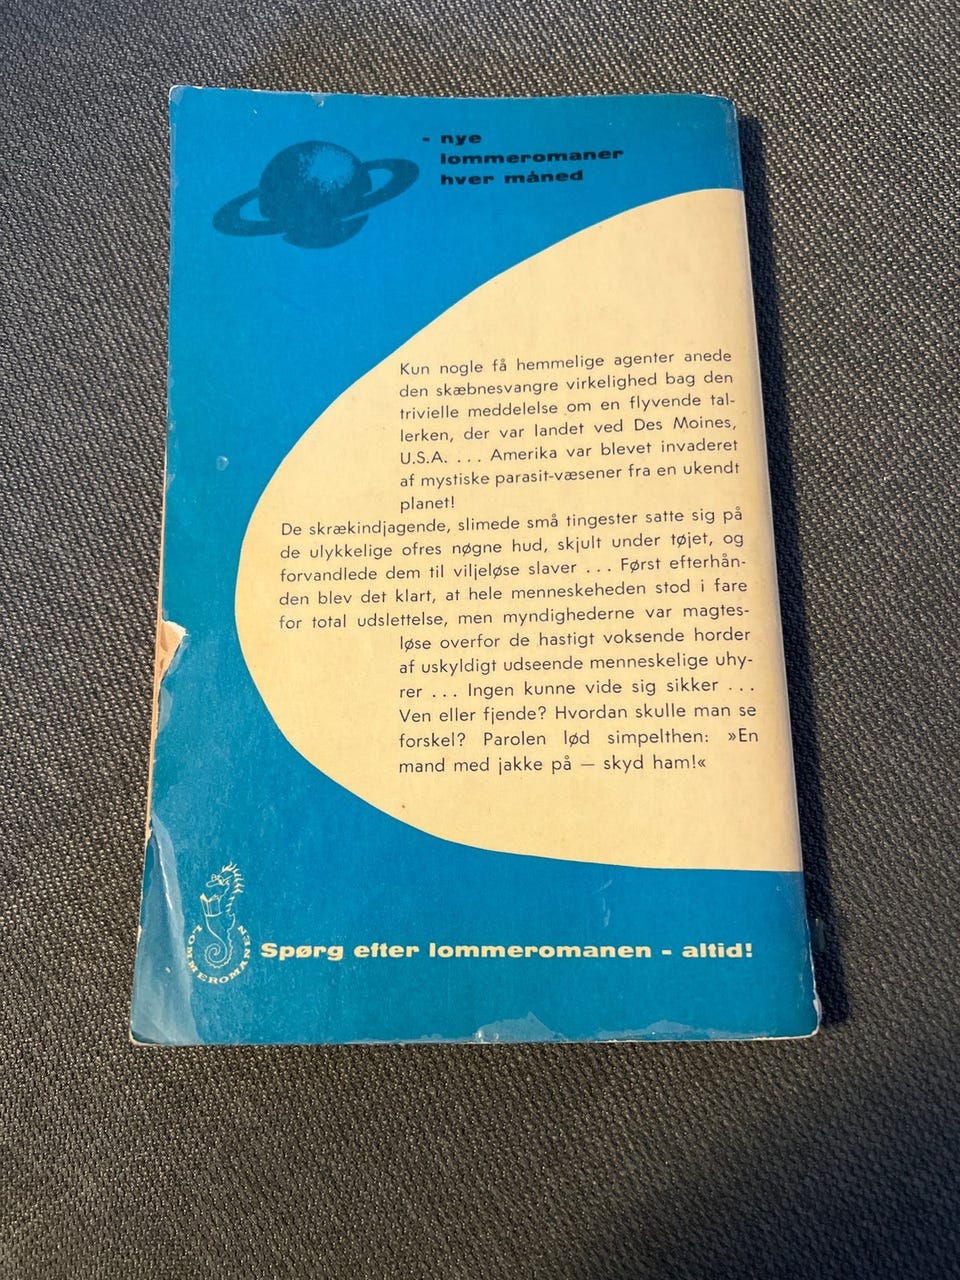 - nye
lommeromaner
hver måned
Kun nogle få hemmelige agenter anede
den skæbnesvangre virkelighed bag den
trivielle meddelelse om en flyvende tal-
lerken, der var landet ved Des Moines,
U.S.A. . . . Amerika var blevet invaderet
af mystiske parasit-væsener fra en ukendt
planet!
De skrækindjagende, slimede små tingester satte sig på
de ulykkelige ofres nøgne hud, skjult under tøjet, og
forvandlede dem til viljeløse slaver . . . Først efterhån-
den blev det klart, at hele menneskeheden stod i fare
for total udslettelse, men myndighederne var magtes-
løse overfor de hastigt voksende horder
af uskyldigt udseende menneskelige uhy-
rer . . . Ingen kunne vide sig sikker . . .
Ven eller fjende? Hvordan skulle man se
forskel? Parolen lød simpelthen: »En
mand med jakke på — skyd ham!«
LOMMEROMANEN
Spørg efter lommeromanen - altid!